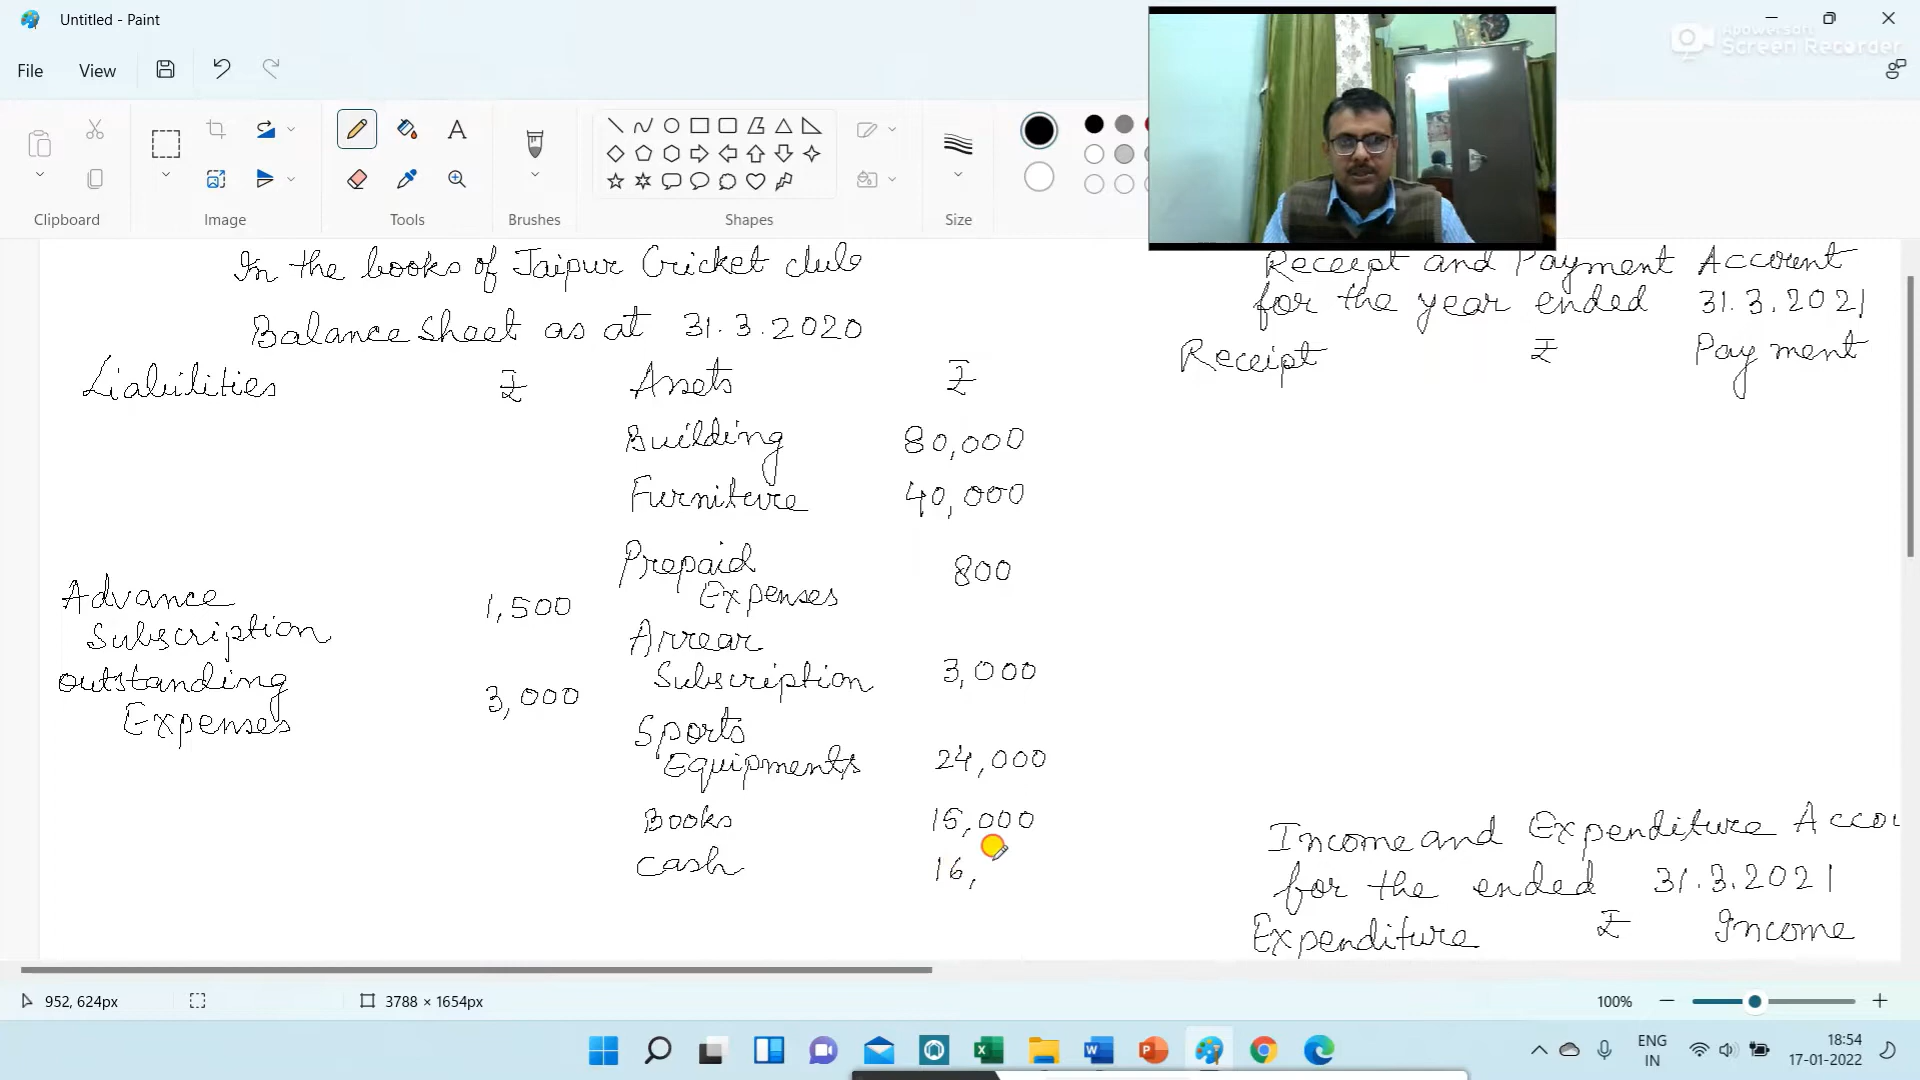 Untitled - Paint
Apowersoft
Screen Recorder
File View
Clipboard Image Tools Brushes Shapes Size
In the books of Jaipur Cricket club
Balance Sheet as at 31.3.2020
Liabilities ₹ Assets ₹
Building 80,000
Furniture 40,000
Prepaid
Expenses 800
Advance
Subscription 1,500
Arrear
Subscription 3,000
outstanding
Expenses 3,000
Sports
Equipments 24,000
Books 15,000
Cash 16,
Receipt and Payment Account
for the year ended 31.3.2021
Receipt ₹ Payment
Income and Expenditure Accou
for the ended 31.3.2021
Expenditure ₹ Income
952, 624px 3788 × 1654px 100%
ENG
IN
18:54
17-01-2022